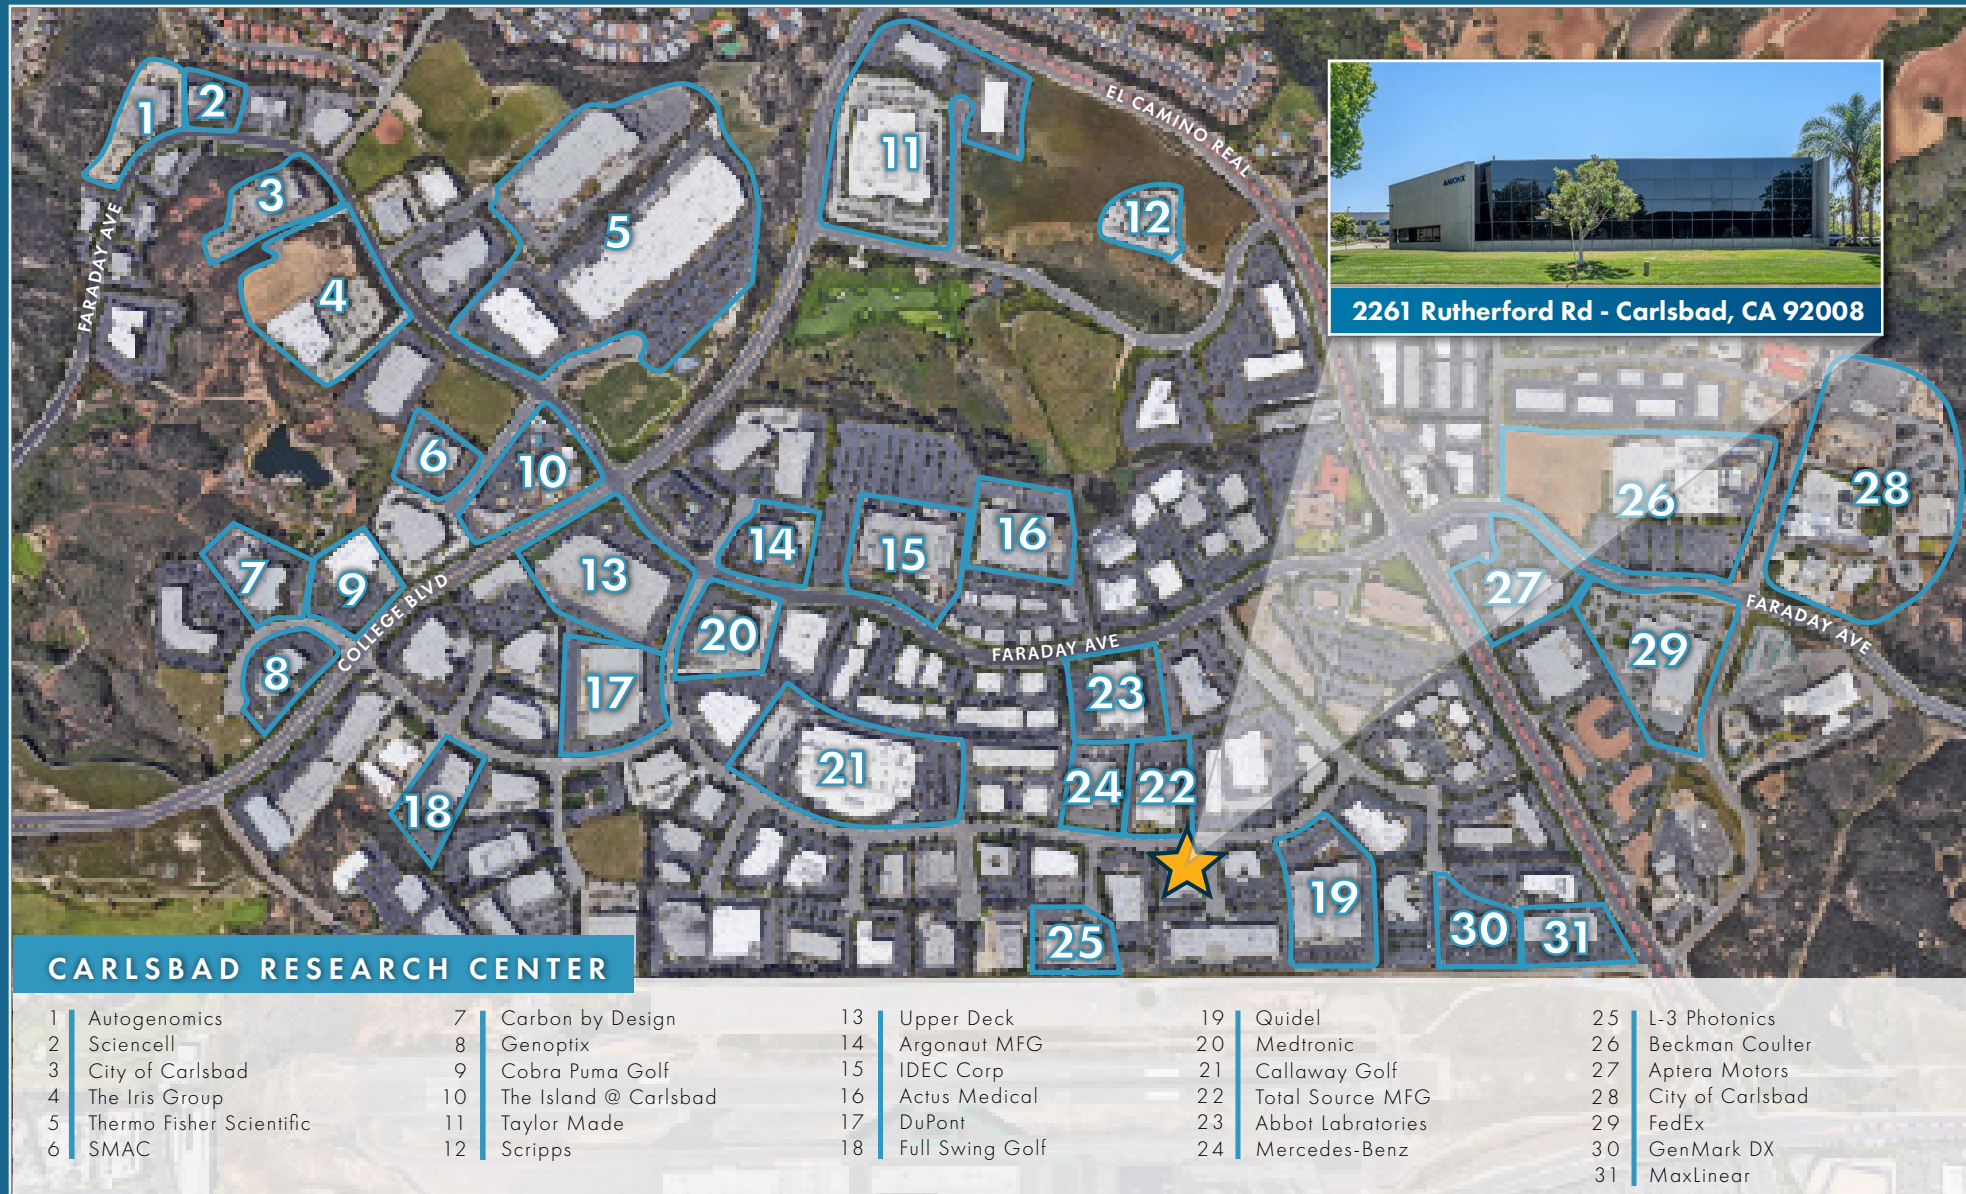 EL CAMINO REAL
FARADAY AVE
AMIONX
2261 Rutherford Rd - Carlsbad, CA 92008
1
2
3
4
5
6
7
8
9
10
11
12
13
14
15
16
17
18
19
20
21
22
23
24
25
26
27
28
29
30
31
COLLEGE BLVD
FARADAY AVE
FARADAY AVE
CARLSBAD RESEARCH CENTER
1 Autogenomics
2 Sciencell
3 City of Carlsbad
4 The Iris Group
5 Thermo Fisher Scientific
6 SMAC
7 Carbon by Design
8 Genoptix
9 Cobra Puma Golf
10 The Island @ Carlsbad
11 Taylor Made
12 Scripps
13 Upper Deck
14 Argonaut MFG
15 IDEC Corp
16 Actus Medical
17 DuPont
18 Full Swing Golf
19 Quidel
20 Medtronic
21 Callaway Golf
22 Total Source MFG
23 Abbot Labratories
24 Mercedes-Benz
25 L-3 Photonics
26 Beckman Coulter
27 Aptera Motors
28 City of Carlsbad
29 FedEx
30 GenMark DX
31 MaxLinear